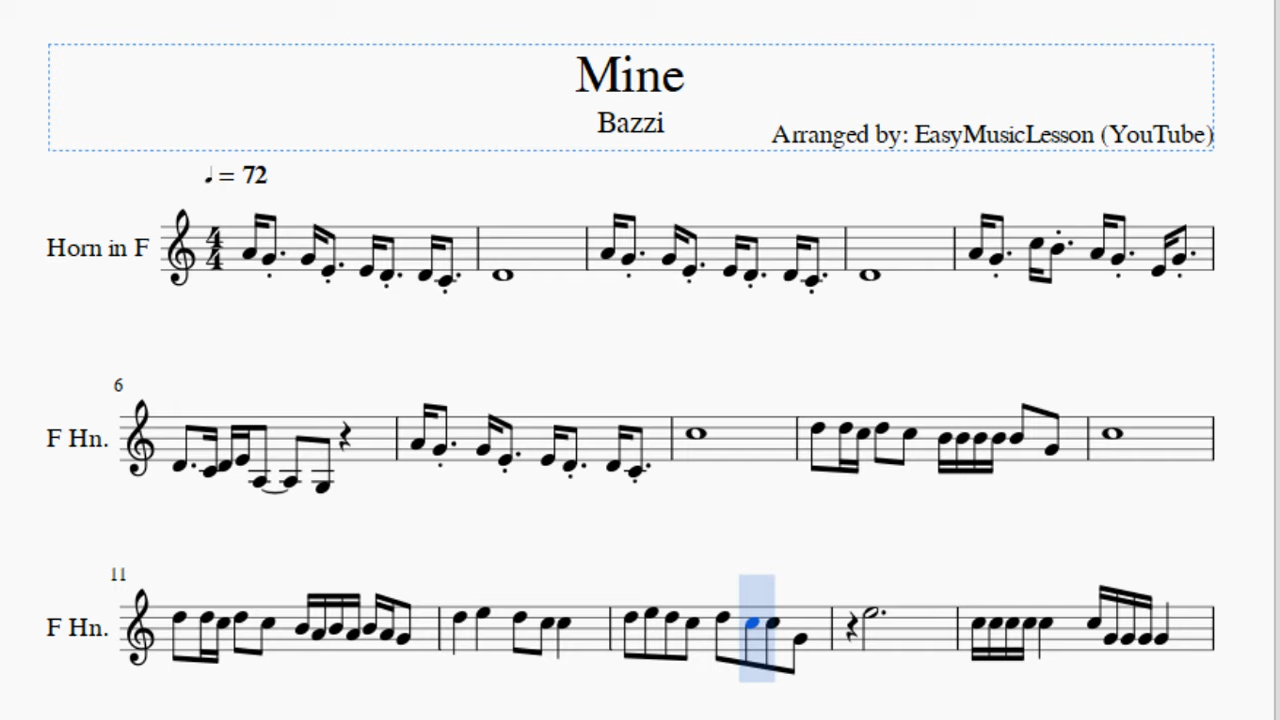 Mine
Bazzi
Arranged by: EasyMusicLesson (YouTube)
♩ = 72
Horn in F
4
4
6
F Hn.
11
F Hn.